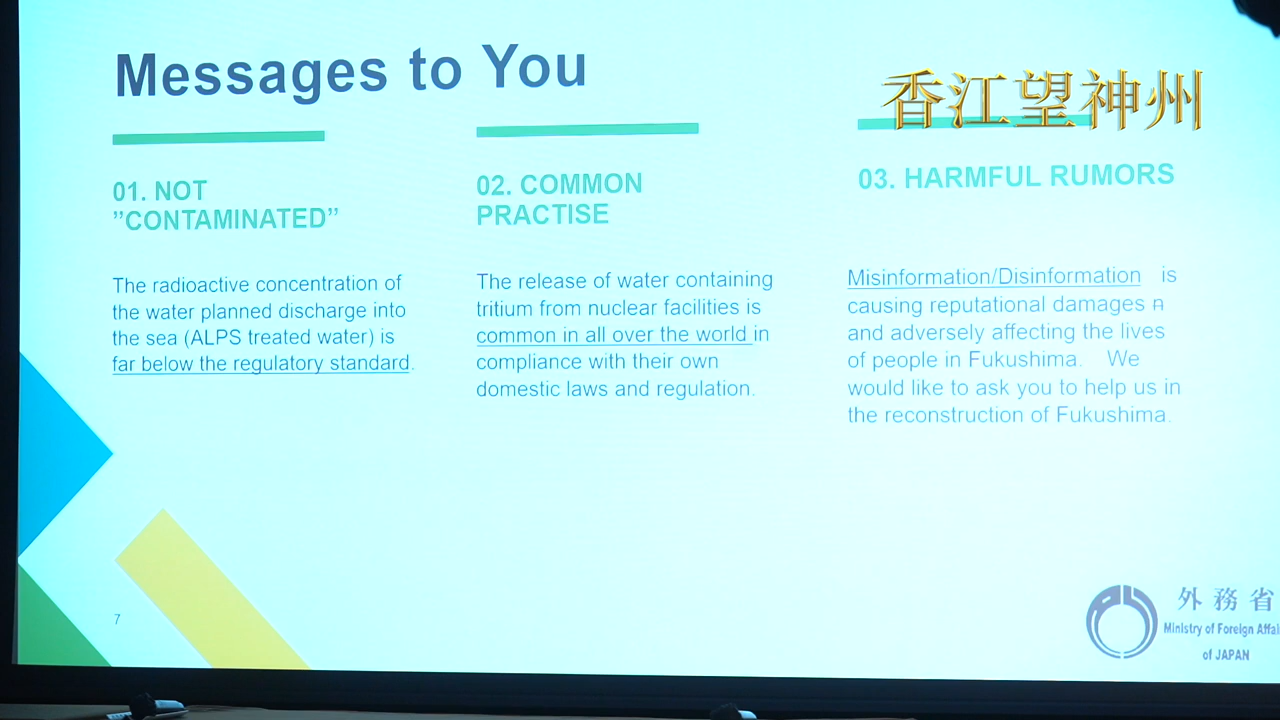 Messages to You
香江望神州
01. NOT
”CONTAMINATED”
The radioactive concentration of
the water planned discharge into
the sea (ALPS treated water) is
far below the regulatory standard.
02. COMMON
PRACTISE
The release of water containing
tritium from nuclear facilities is
common in all over the world in
compliance with their own
domestic laws and regulation.
03. HARMFUL RUMORS
Misinformation/Disinformation is
causing reputational damages n
and adversely affecting the lives
of people in Fukushima. We
would like to ask you to help us in
the reconstruction of Fukushima.
7
外務省
Ministry of Foreign Affai
of JAPAN